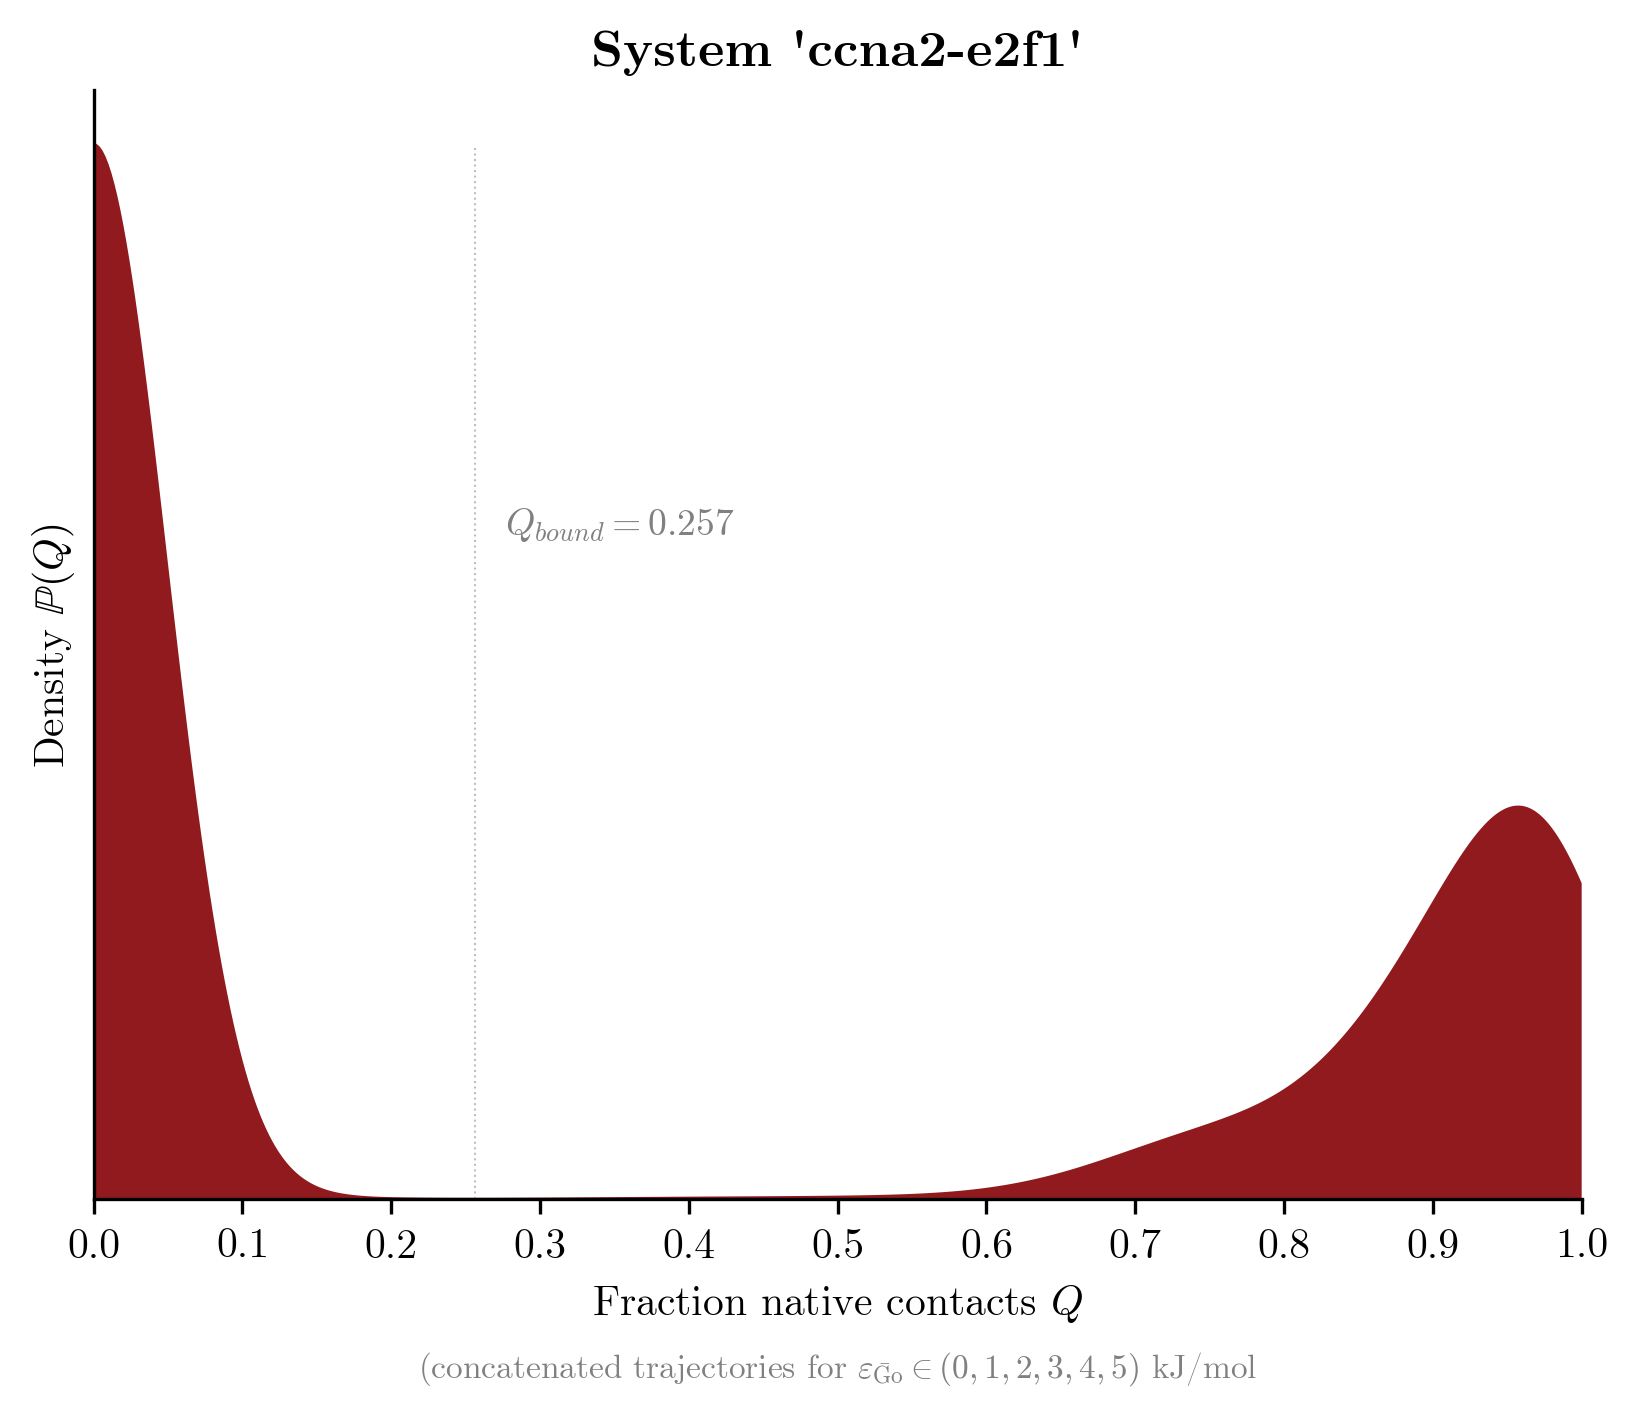 System 'ccna2-e2f1'
Density ℙ(Q)
Q_bound = 0.257
0.0 0.1 0.2 0.3 0.4 0.5 0.6 0.7 0.8 0.9 1.0
Fraction native contacts Q
(concatenated trajectories for ε_Ḡo ∈ (0, 1, 2, 3, 4, 5) kJ/mol